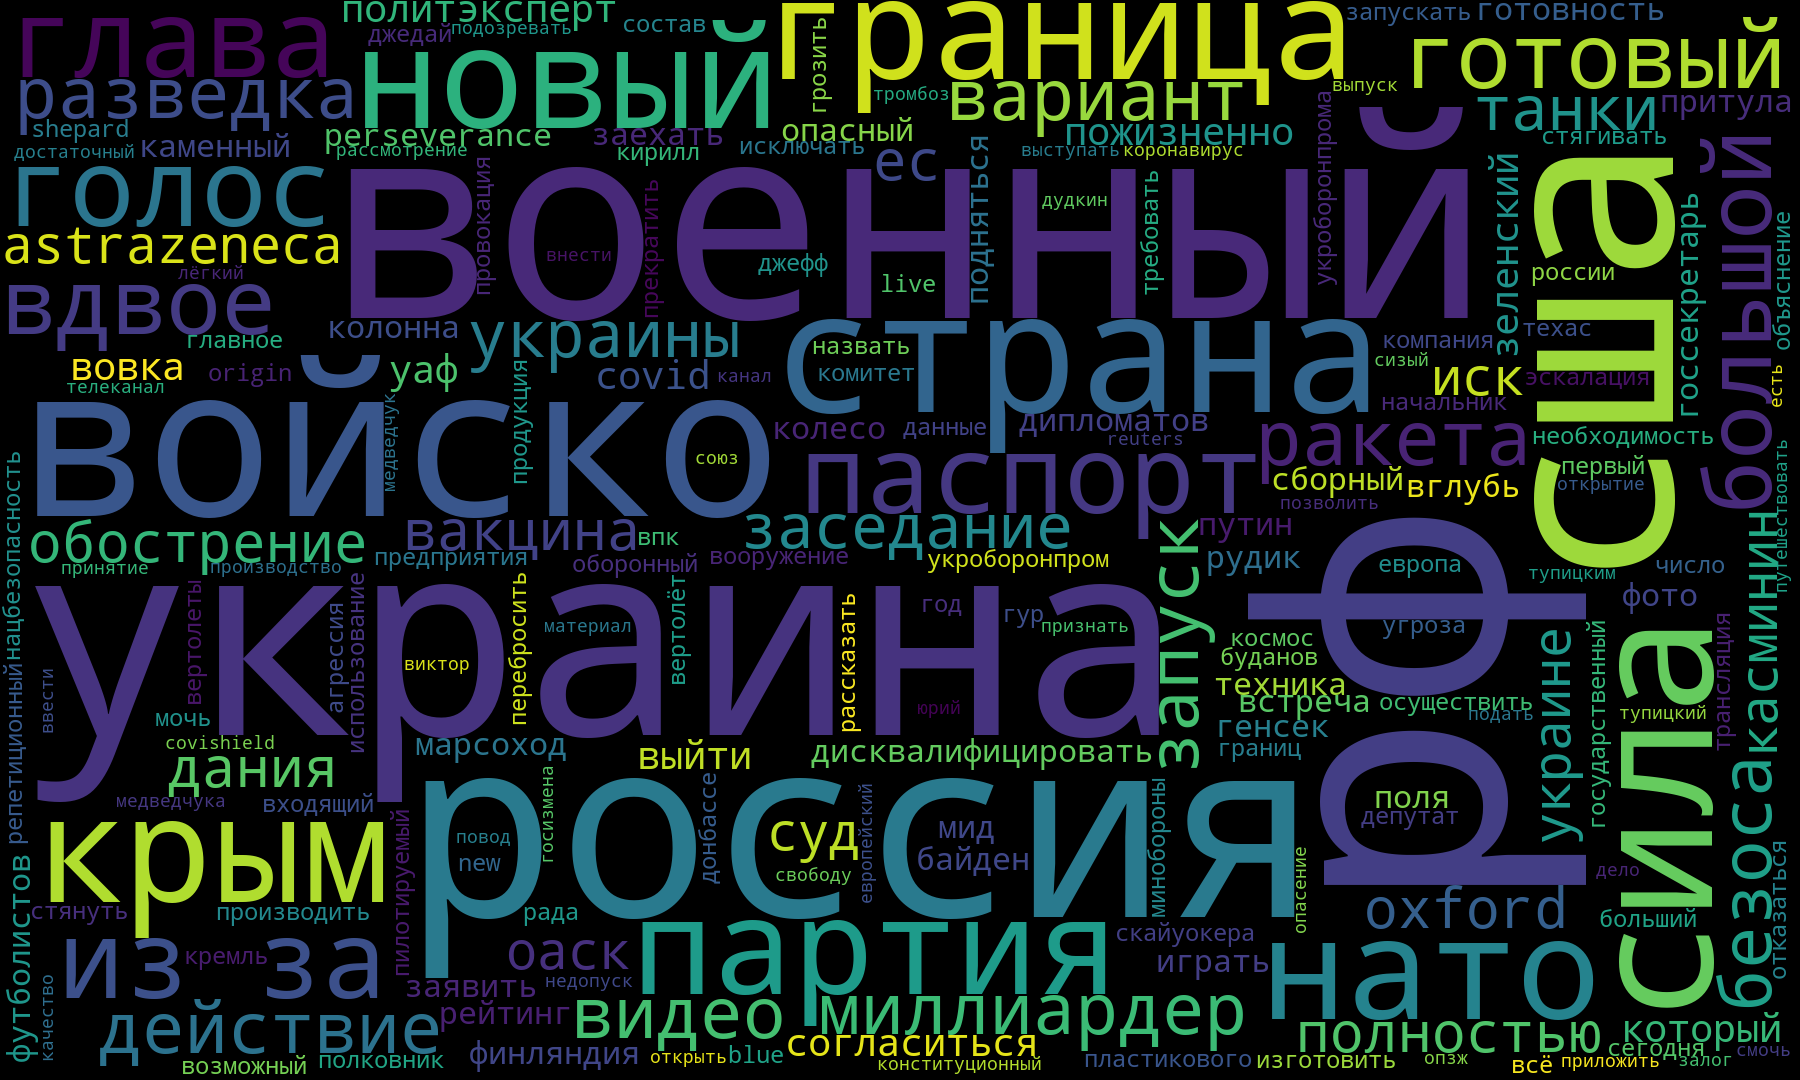 глава
политэксперт
состав
граница
запускать
готовность
джедай
подозревать
новый
грозить
готовый
разведка
тромбоз
вариант
выпуск
танки
притула
shepard
perseverance
заехать
опасный
пожизненно
стягивать
достаточный
каменный
рассмотрение
кирилл
исключать
ес
выступать
коронавирус
голос
военный
провокация
прекратить
подняться
дудкин
требовать
укроборонпрома
зеленский
сша
госсекретарь
большой
объяснение
astrazeneca
внести
джефф
россии
лёгкий
live
вдвое
главное
колонна
украины
страна
назвать
компания
техас
вовка
origin
уаф
covid
канал
комитет
сизый
иск
эскалация
есть
телеканал
медведчук
продукция
начальник
войско
колесо
данные
дипломатов
reuters
ракета
необходимость
союз
паспорт
сборный
вглубь
первый
открытие
позволить
путешествовать
нацбезопасность
обострение
вакцина
впк
заседание
запуск
путин
принятие
производство
предприятия
оборонный
вооружение
укроборонпром
рудик
европа
тупицким
число
касминин
украина
вертолеты
агрессия
использование
перебросить
материал
вертолёт
рассказать
год
гур
признать
рф
фото
угроза
виктор
космос
буданов
украине
государственный
сила
трансляция
репетиционный
ввести
техника
встреча
осуществить
подать
тупицкий
юрий
мочь
covishield
марсоход
выйти
дисквалифицировать
генсек
границ
дания
медведчука
входящий
пилотируемый
россия
госизмена
донбассе
европейский
минобороны
поля
депутат
крым
повод
new
суд
мид
байден
свободу
опасение
дело
безоса
отказаться
футболистов
стянуть
производить
рада
партия
скайуокера
oxford
больший
из за
кремль
оаск
играть
нато
качество
заявить
недопуск
действие
рейтинг
видео
миллиардер
полностью
который
возможный
полковник
финляндия
открыть
blue
согласиться
конституционный
пластикового
изготовить
опзж
всё
приложить
сегодня
залог
смочь